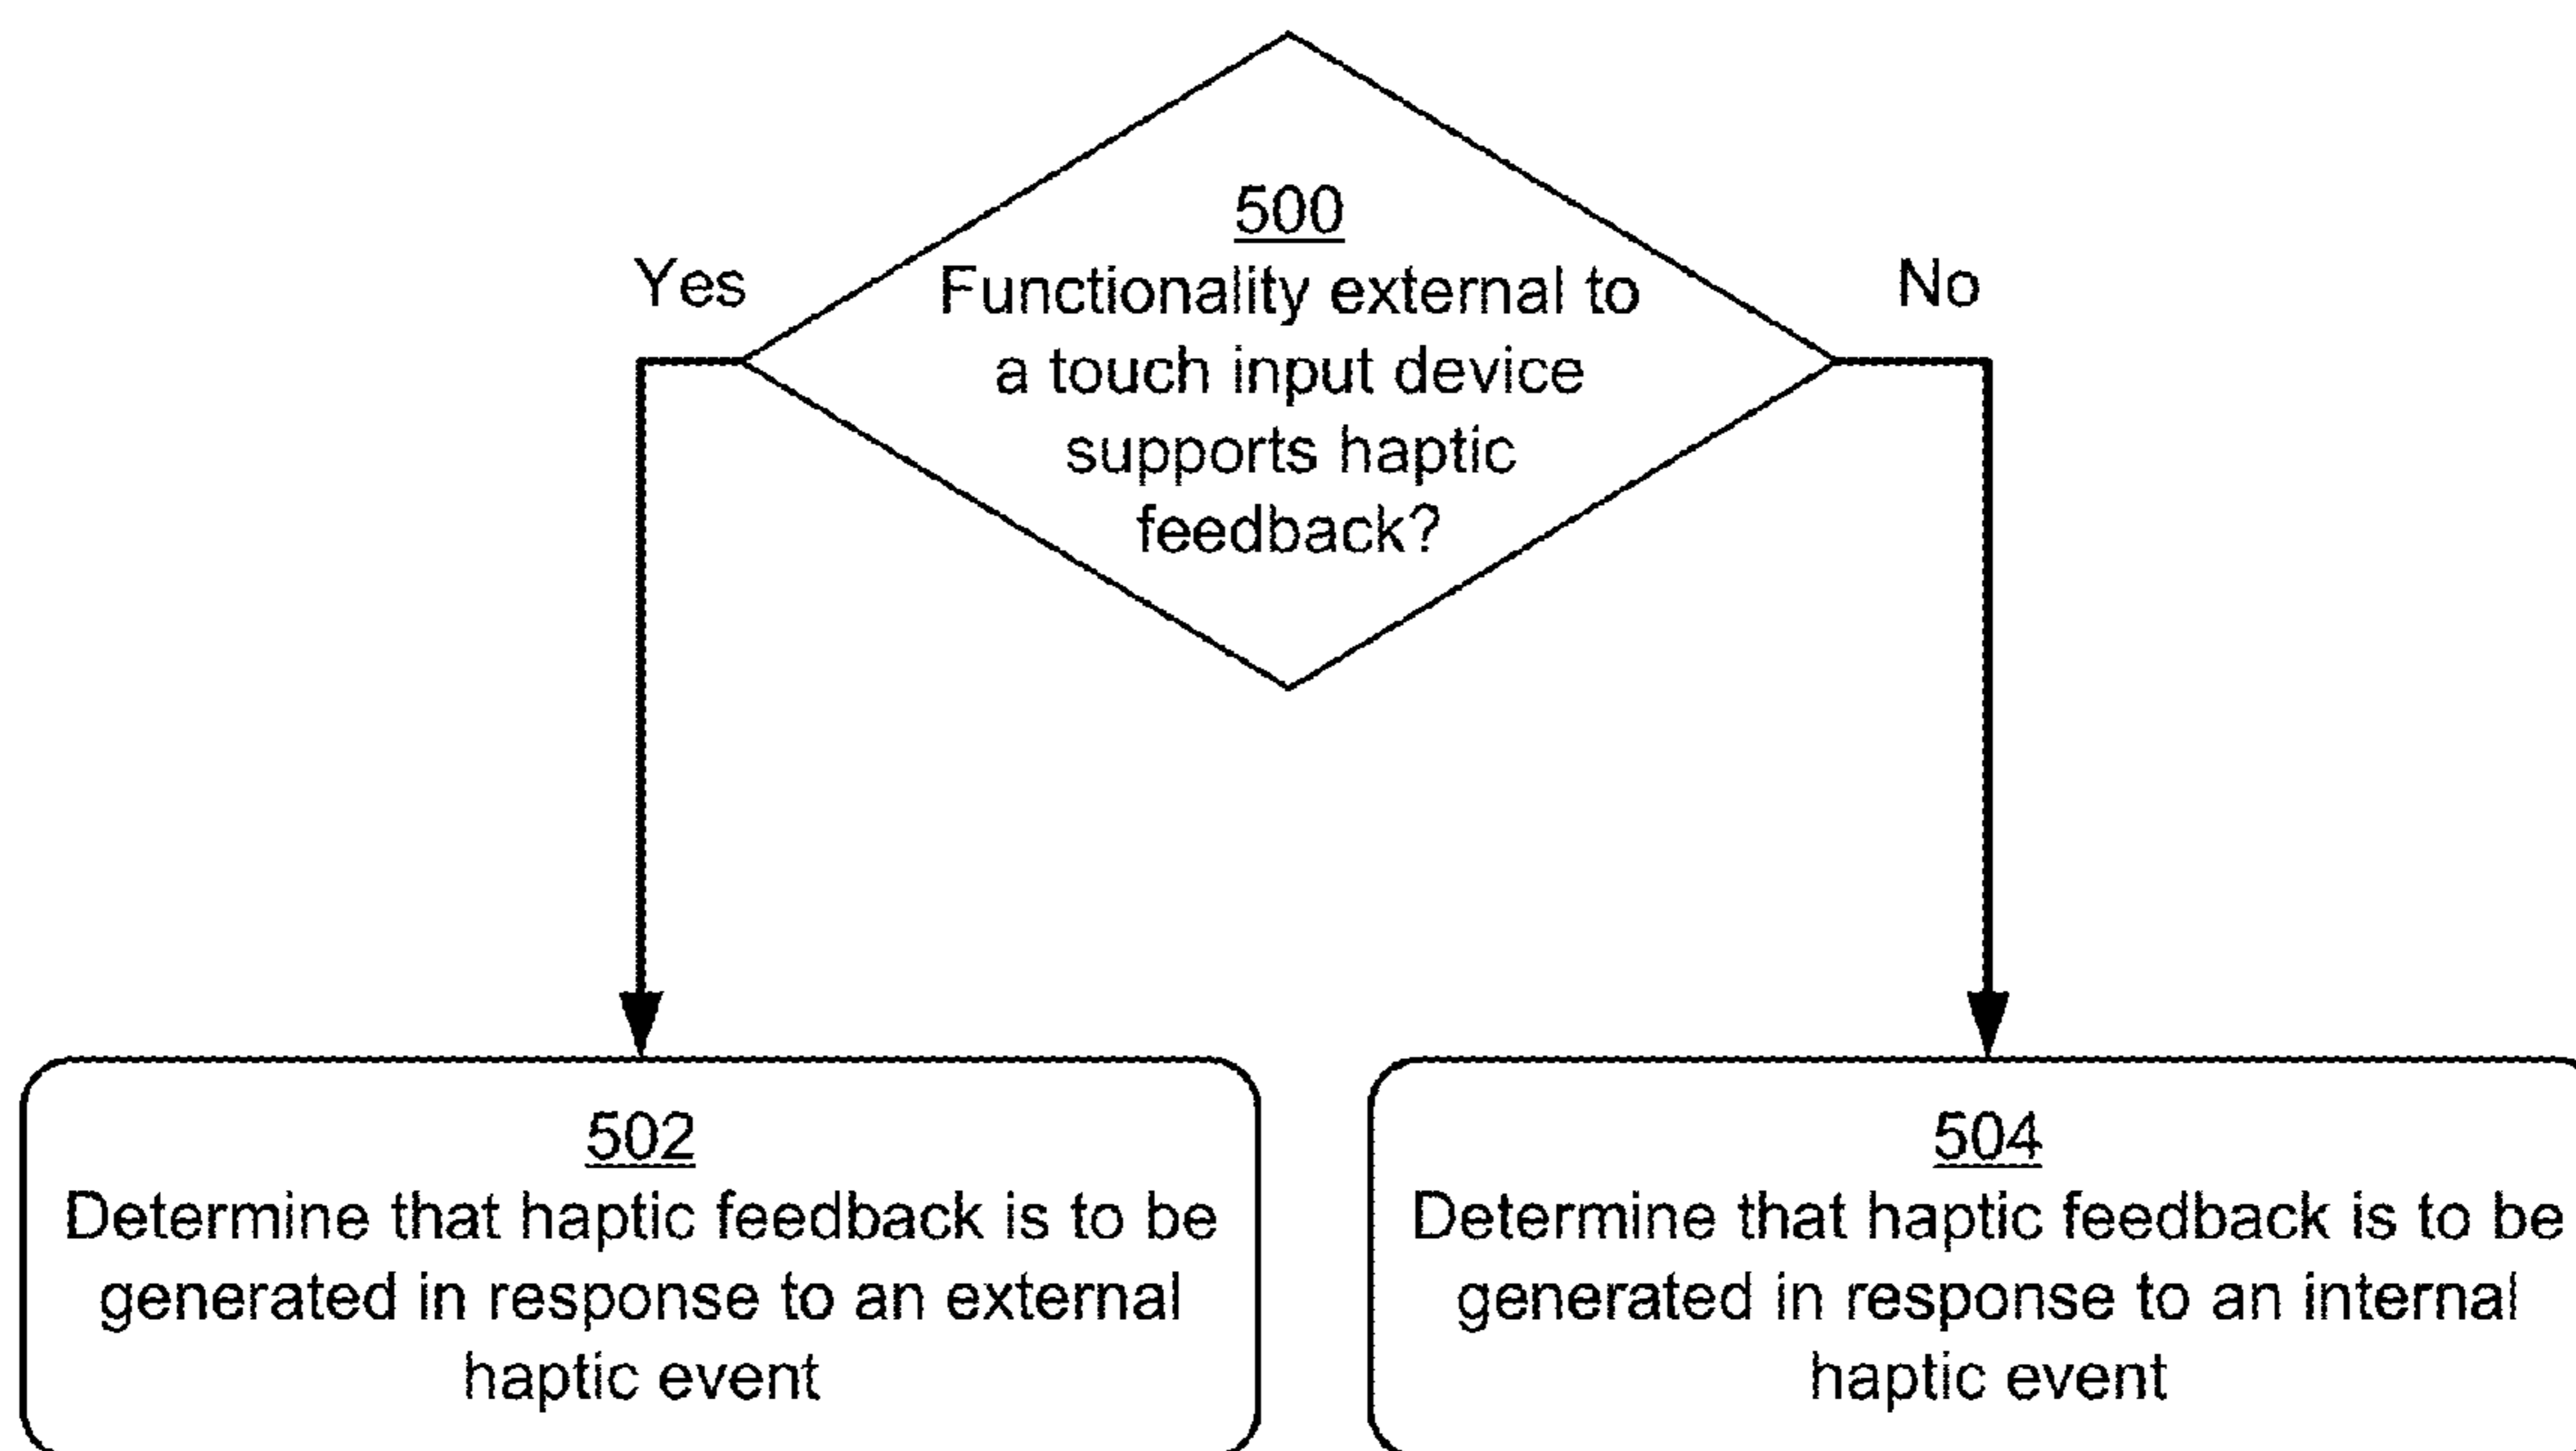 500
Functionality external to
a touch input device
supports haptic
feedback?
Yes
No
502
Determine that haptic feedback is to be
generated in response to an external
haptic event
504
Determine that haptic feedback is to be
generated in response to an internal
haptic event